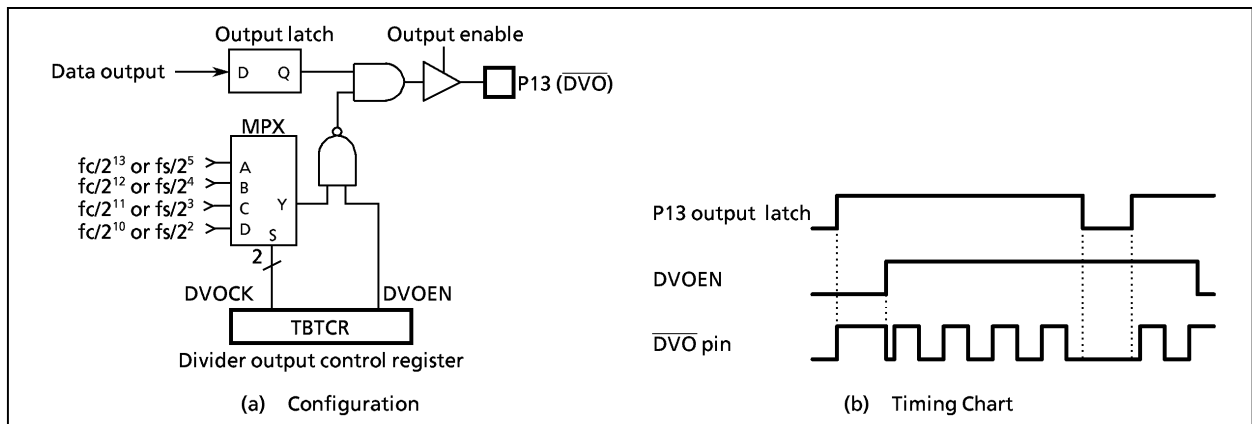 Output latch
Output enable
Data output
D Q
P13 (DVO)
MPX
fc/2¹³ or fs/2⁵
A
fc/2¹² or fs/2⁴
B
fc/2¹¹ or fs/2³
C
Y
fc/2¹⁰ or fs/2²
D
S
2
DVOCK
DVOEN
TBTCR
Divider output control register
(a) Configuration
P13 output latch
DVOEN
DVO pin
(b) Timing Chart